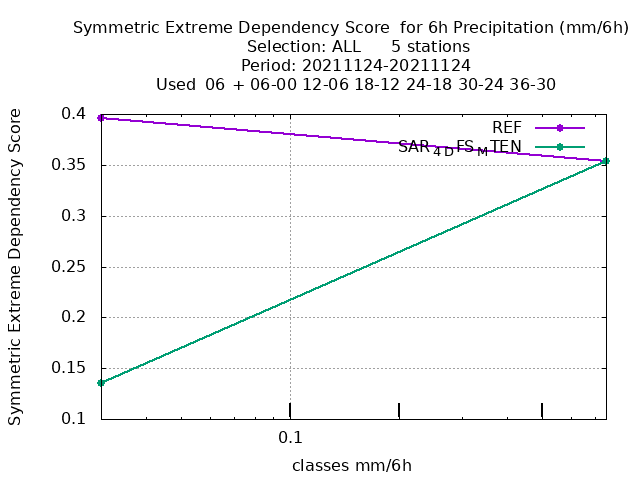 Symmetric Extreme Dependency Score for 6h Precipitation (mm/6h)
Selection: ALL 5 stations
Period: 20211124-20211124
Used 06 + 06-00 12-06 18-12 24-18 30-24 36-30
Symmetric Extreme Dependency Score
0.4
0.35
0.3
0.25
0.2
0.15
0.1
REF
SAR4DFSMTEN
0.1
classes mm/6h